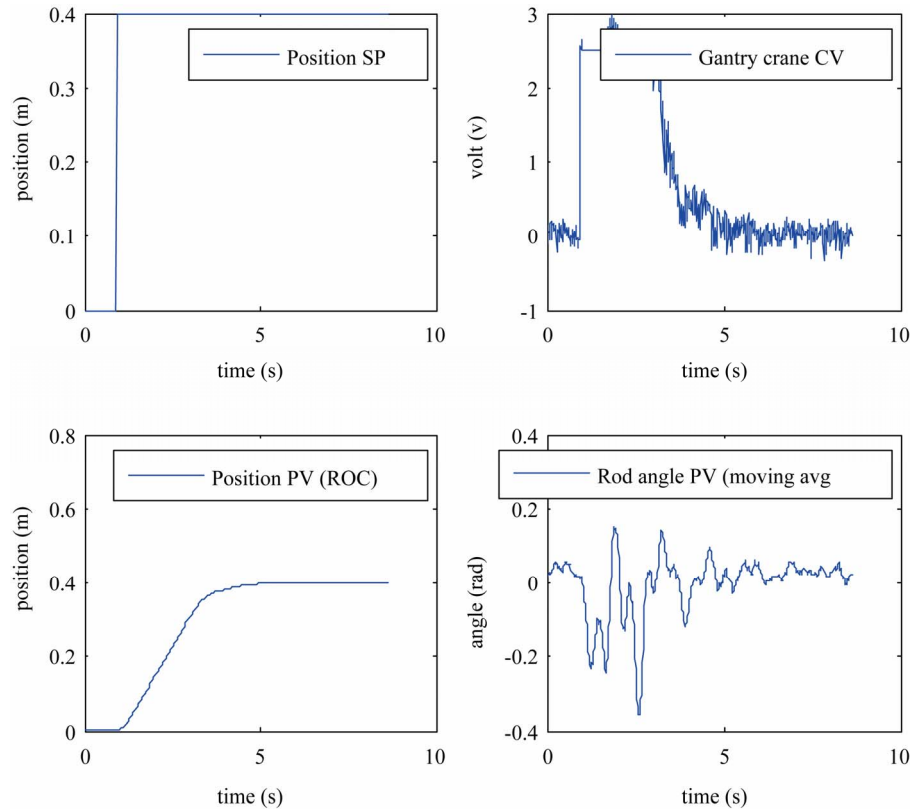 0.4
0.3
0.2
0.1
0
position (m)
Position SP
0
5
10
time (s)
3
2
1
0
-1
volt (v)
Gantry crane CV
0
5
10
time (s)
0.8
0.6
0.4
0.2
0
position (m)
Position PV (ROC)
0
5
10
time (s)
0.4
0.2
0
-0.2
-0.4
angle (rad)
Rod angle PV (moving avg
0
5
10
time (s)